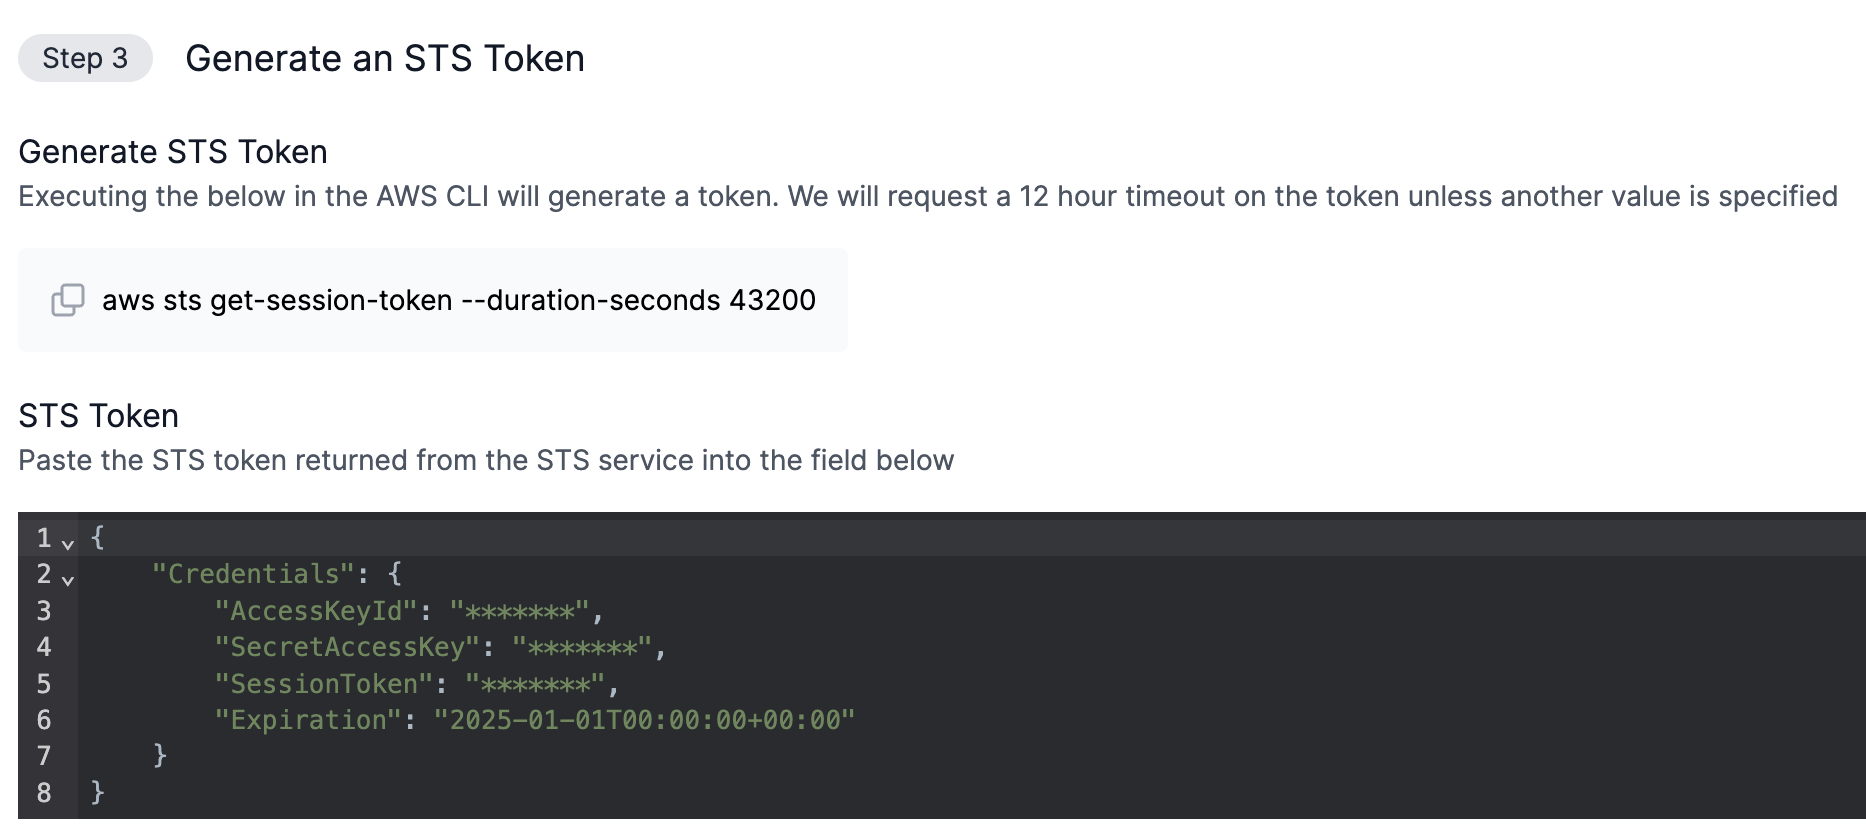 Step 3 Generate an STS Token
Generate STS Token
Executing the below in the AWS CLI will generate a token. We will request a 12 hour timeout on the token unless another value is specified
aws sts get-session-token --duration-seconds 43200
STS Token
Paste the STS token returned from the STS service into the field below
1 {
2     "Credentials": {
3         "AccessKeyId": "*******",
4         "SecretAccessKey": "*******",
5         "SessionToken": "*******",
6         "Expiration": "2025-01-01T00:00:00+00:00"
7     }
8 }